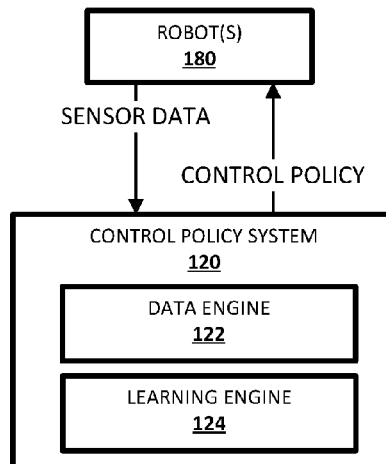 ROBOT(S)
180
SENSOR DATA
CONTROL POLICY
CONTROL POLICY SYSTEM
120
DATA ENGINE
122
LEARNING ENGINE
124